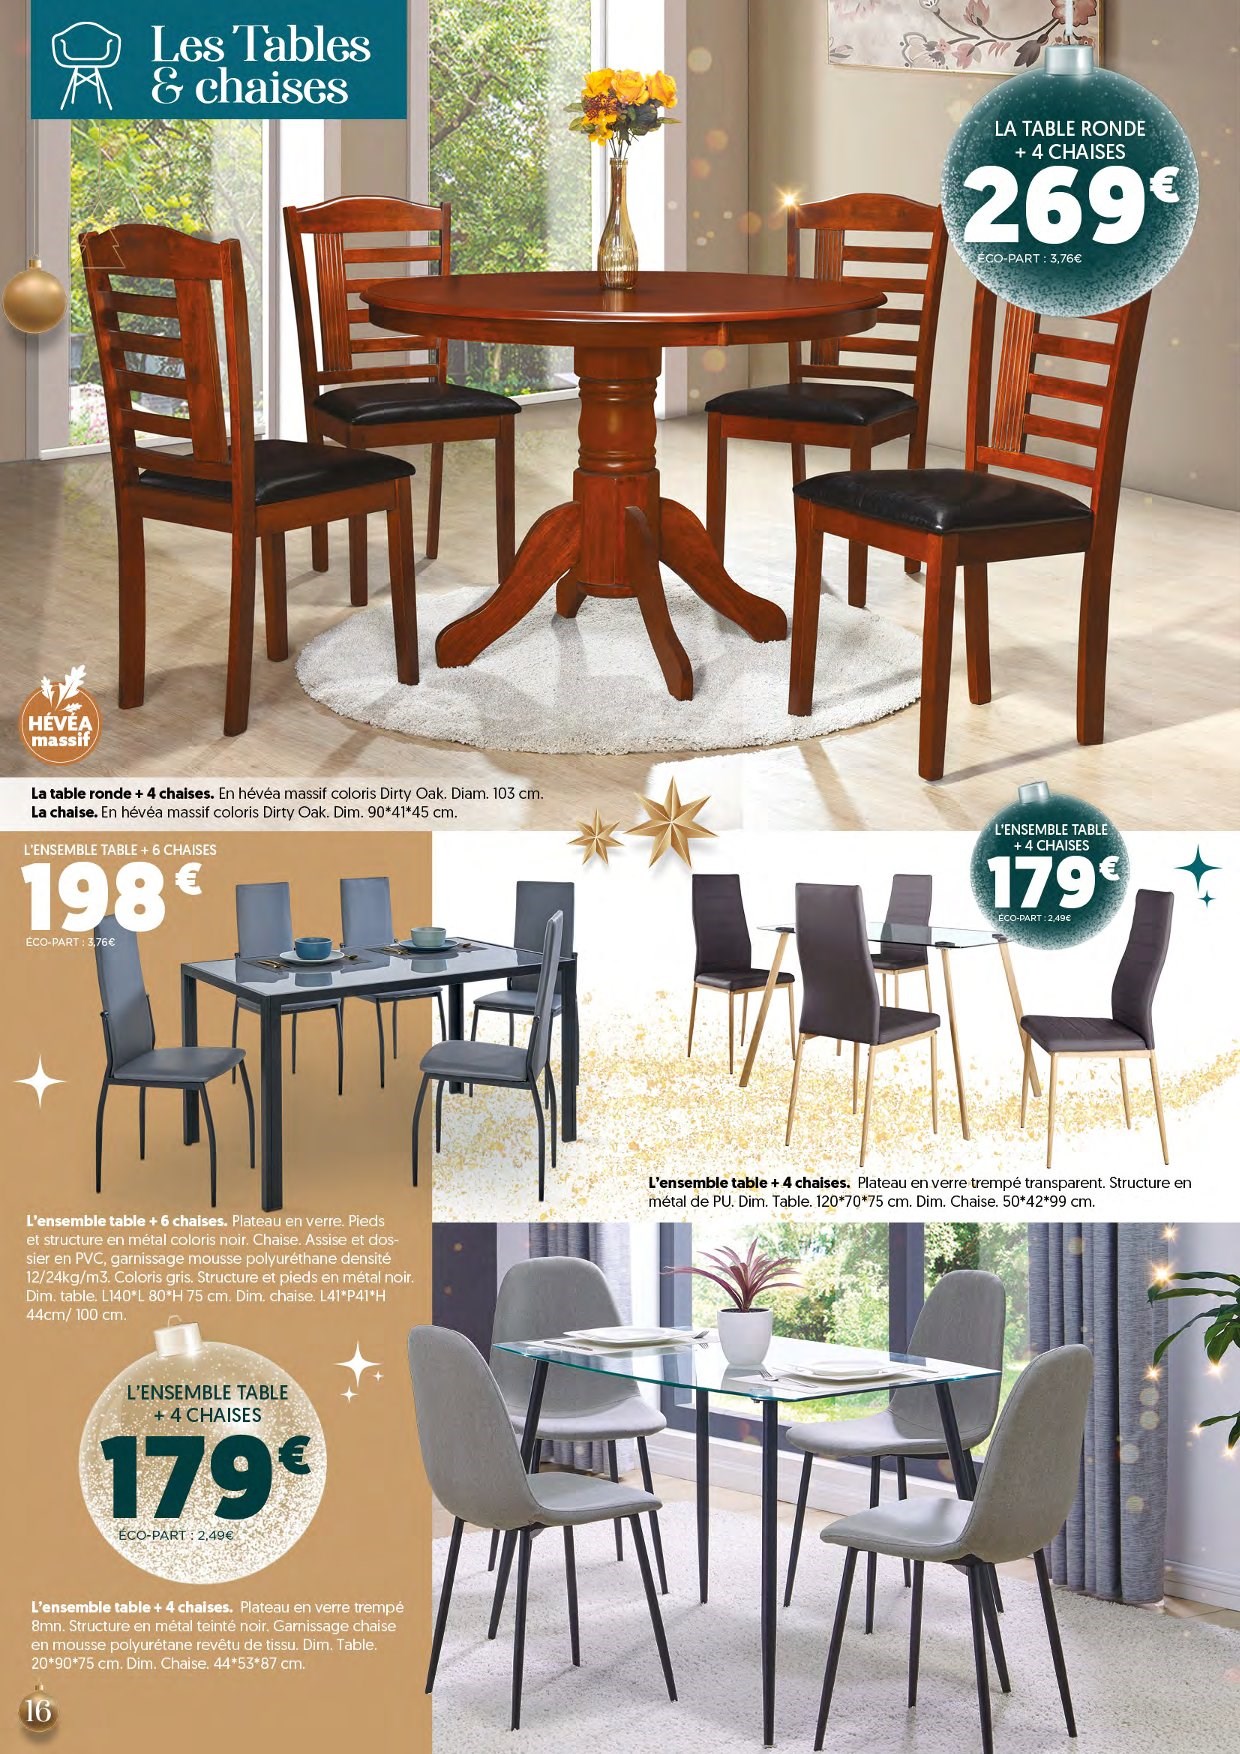 Les Tables
& chaises
LA TABLE RONDE
+ 4 CHAISES
269€
ÉCO-PART : 3,76€
HÉVÉA
massif
La table ronde + 4 chaises. En hévéa massif coloris Dirty Oak. Diam. 103 cm.
La chaise. En hévéa massif coloris Dirty Oak. Dim. 90*41*45 cm.
L'ENSEMBLE TABLE + 6 CHAISES
198€
ÉCO-PART : 3,76€
L'ENSEMBLE TABLE
+ 4 CHAISES
179€
ÉCO-PART : 2,49€
L'ensemble table + 4 chaises. Plateau en verre trempé transparent. Structure en
métal de PU. Dim. Table. 120*70*75 cm. Dim. Chaise. 50*42*99 cm.
L'ensemble table + 6 chaises. Plateau en verre. Pieds
et structure en métal coloris noir. Chaise. Assise et dos-
sier en PVC, garnissage mousse polyuréthane densité
12/24kg/m3. Coloris gris. Structure et pieds en métal noir.
Dim. table. L140*L 80*H 75 cm. Dim. chaise. L41*P41*H
44cm/ 100 cm.
L'ENSEMBLE TABLE
+ 4 CHAISES
179€
ÉCO-PART : 2,49€
L'ensemble table + 4 chaises. Plateau en verre trempé
8mn. Structure en métal teinté noir. Garnissage chaise
en mousse polyurétane revêtu de tissu. Dim. Table.
20*90*75 cm. Dim. Chaise. 44*53*87 cm.
16